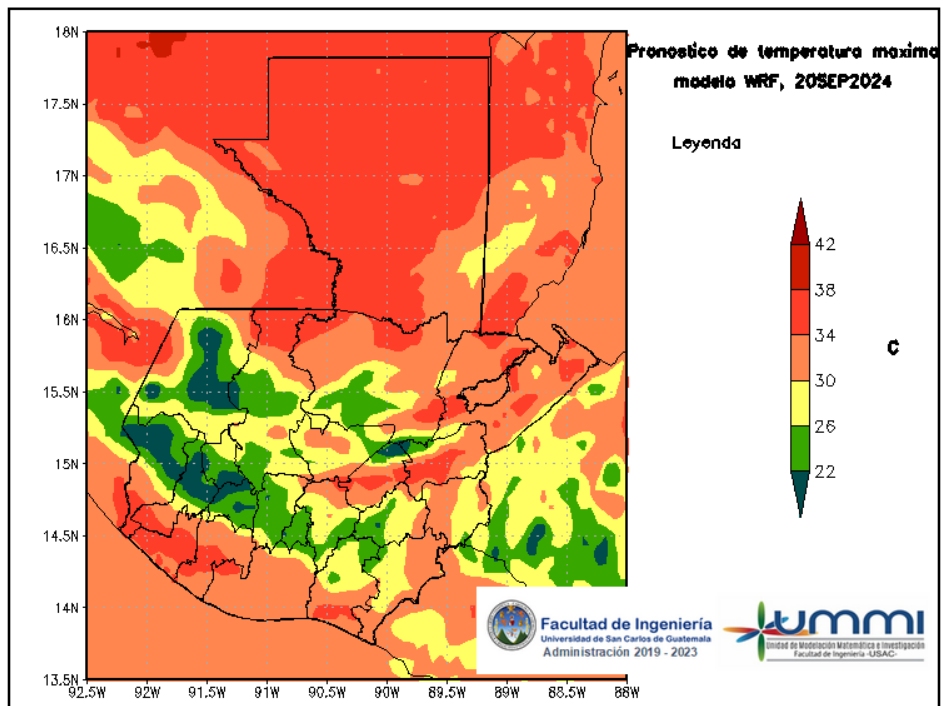 Pronostico de temperatura maxima
modelo WRF, 20SEP2024
Leyenda
42
38
34
30
26
22
C
18N
17.5N
17N
16.5N
16N
15.5N
15N
14.5N
14N
13.5N
92.5W
92W
91.5W
91W
90.5W
90W
89.5W
89W
88.5W
88W
Facultad de Ingeniería
Universidad de San Carlos de Guatemala
Administración 2019 - 2023
UMMI
Unidad de Modelación Matemática e Investigación
Facultad de Ingeniería -USAC-